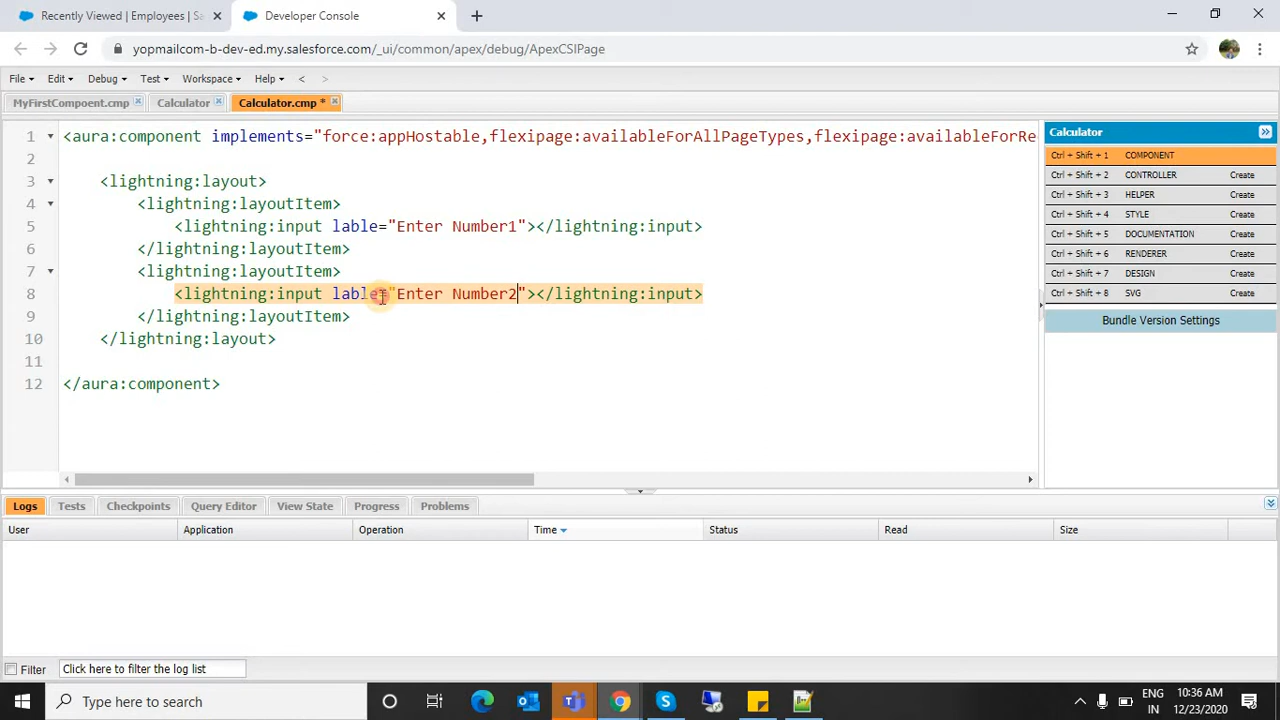 Recently Viewed | Employees | Sa
Developer Console
yopmailcom-b-dev-ed.my.salesforce.com/_ui/common/apex/debug/ApexCSIPage
File Edit Debug Test Workspace Help < >
MyFirstCompoent.cmp Calculator Calculator.cmp *
1 <aura:component implements="force:appHostable,flexipage:availableForAllPageTypes,flexipage:availableForRe
2
3 <lightning:layout>
4 <lightning:layoutItem>
5 <lightning:input lable="Enter Number1"></lightning:input>
6 </lightning:layoutItem>
7 <lightning:layoutItem>
8 <lightning:input lable="Enter Number2"></lightning:input>
9 </lightning:layoutItem>
10 </lightning:layout>
11
12 </aura:component>
Calculator
Ctrl + Shift + 1 COMPONENT
Ctrl + Shift + 2 CONTROLLER Create
Ctrl + Shift + 3 HELPER Create
Ctrl + Shift + 4 STYLE Create
Ctrl + Shift + 5 DOCUMENTATION Create
Ctrl + Shift + 6 RENDERER Create
Ctrl + Shift + 7 DESIGN Create
Ctrl + Shift + 8 SVG Create
Bundle Version Settings
Logs Tests Checkpoints Query Editor View State Progress Problems
User Application Operation Time Status Read Size
Filter Click here to filter the log list
Type here to search
ENG
IN
10:36 AM
12/23/2020